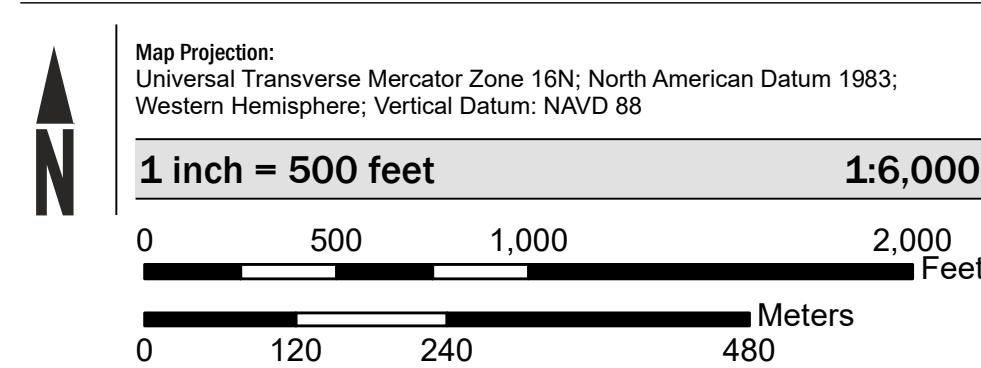 Map Projection:
Universal Transverse Mercator Zone 16N; North American Datum 1983;
Western Hemisphere; Vertical Datum: NAVD 88
N
1 inch = 500 feet 1:6,000
0 500 1,000 2,000
Feet
Meters
0 120 240 480